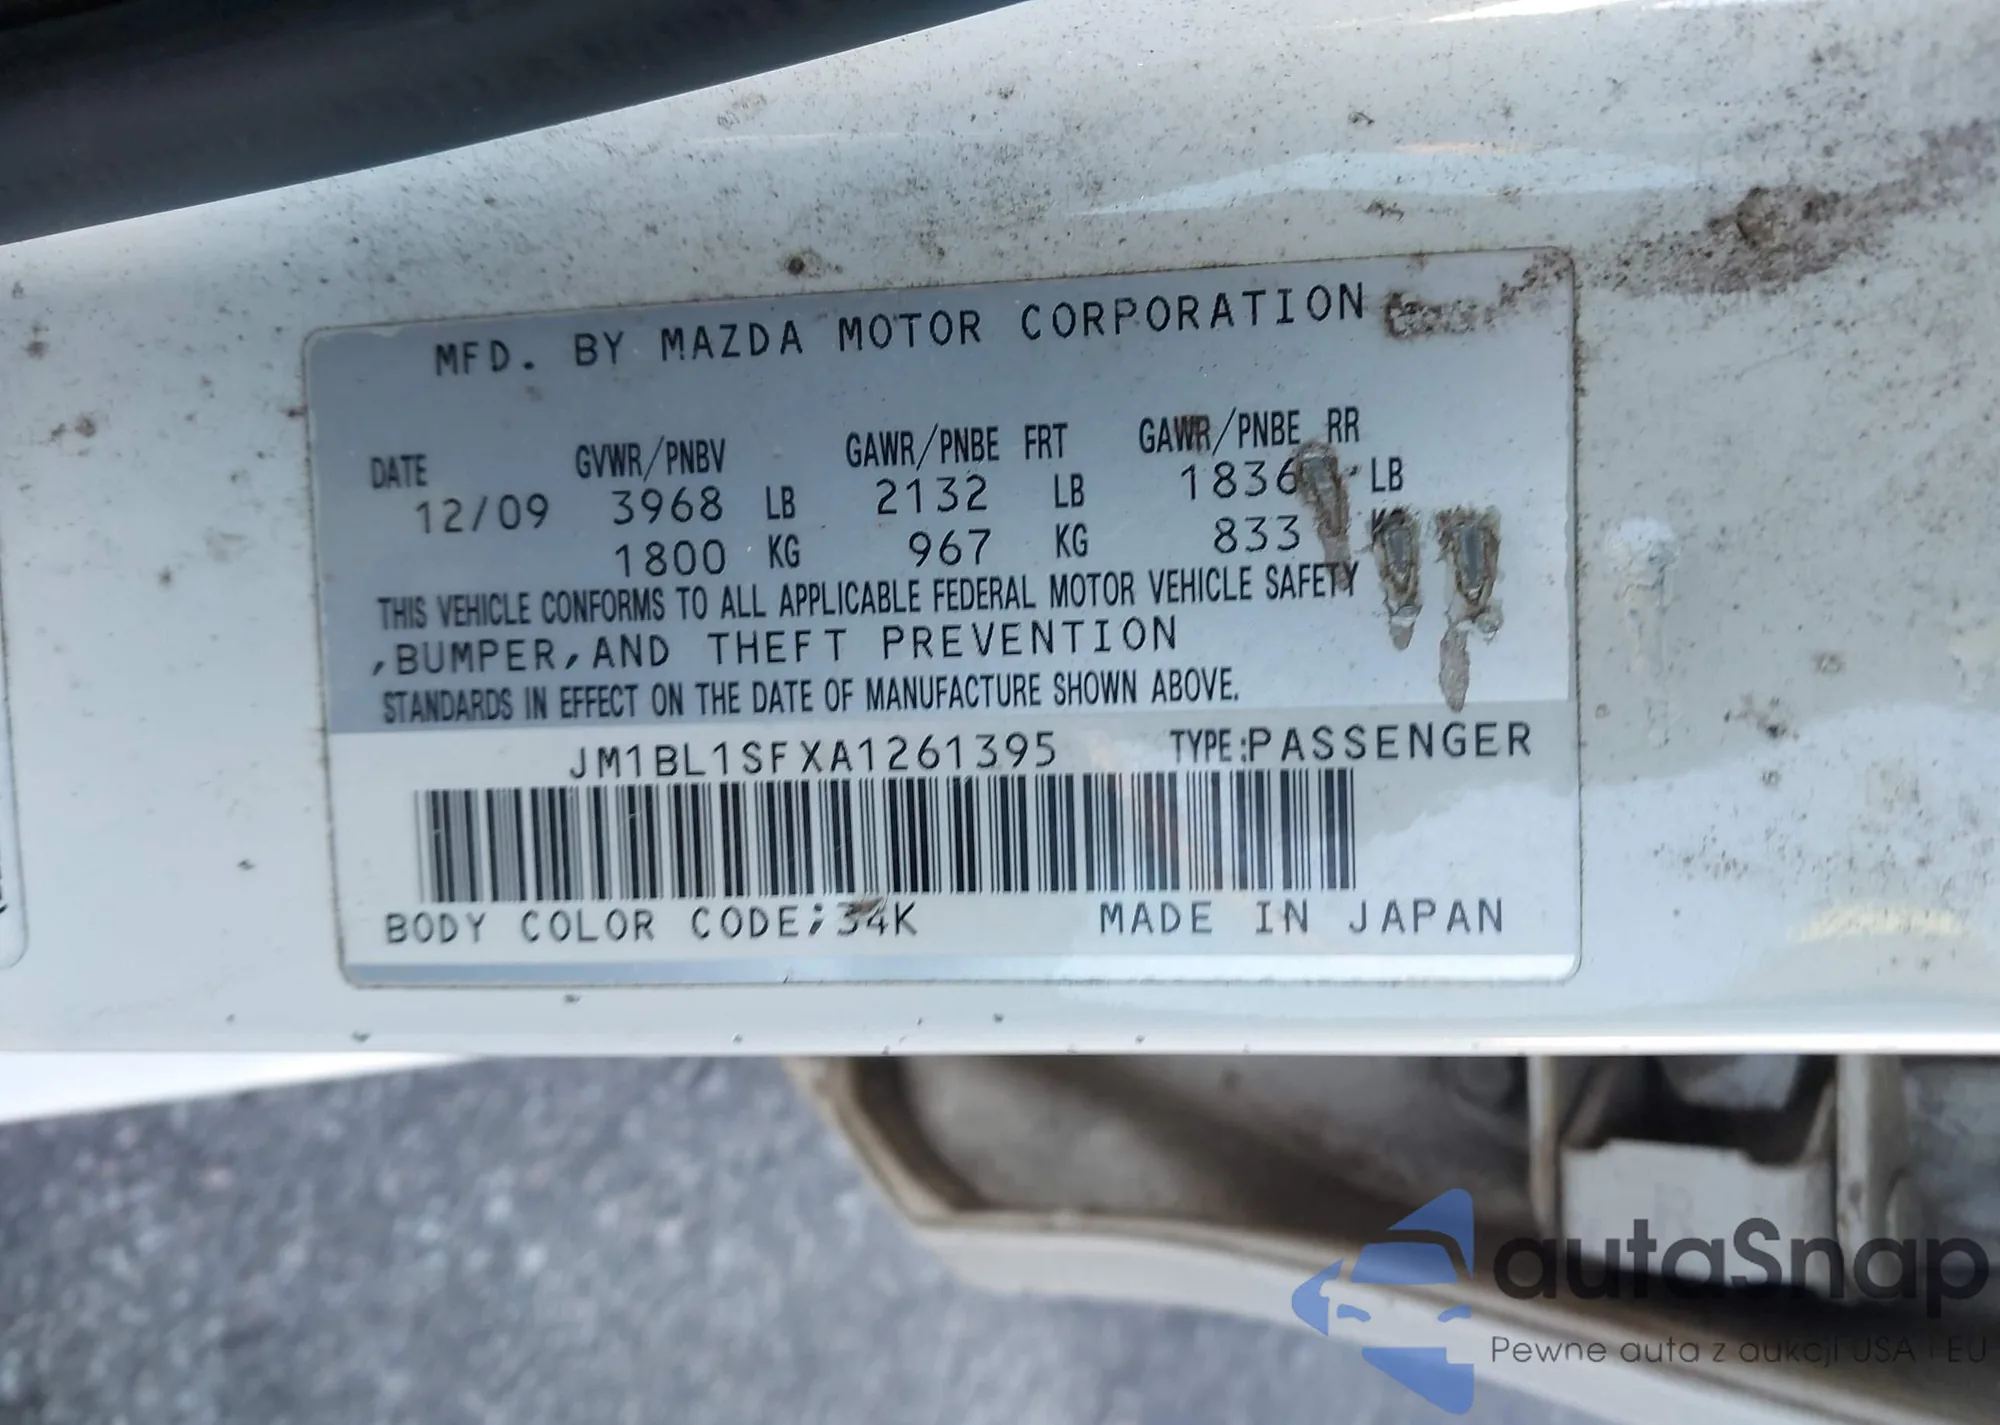 MFD. BY MAZDA MOTOR CORPORATION
DATE GVWR/PNBV GAWR/PNBE FRT GAWR/PNBE RR
12/09 3968 LB 2132 LB 1836 LB
1800 KG 967 KG 833
THIS VEHICLE CONFORMS TO ALL APPLICABLE FEDERAL MOTOR VEHICLE SAFETY
,BUMPER,AND THEFT PREVENTION
STANDARDS IN EFFECT ON THE DATE OF MANUFACTURE SHOWN ABOVE.
JM1BL1SFXA1261395 TYPE:PASSENGER
BODY COLOR CODE;34K MADE IN JAPAN
autaSnap
Pewne auta z aukcji USA i EU